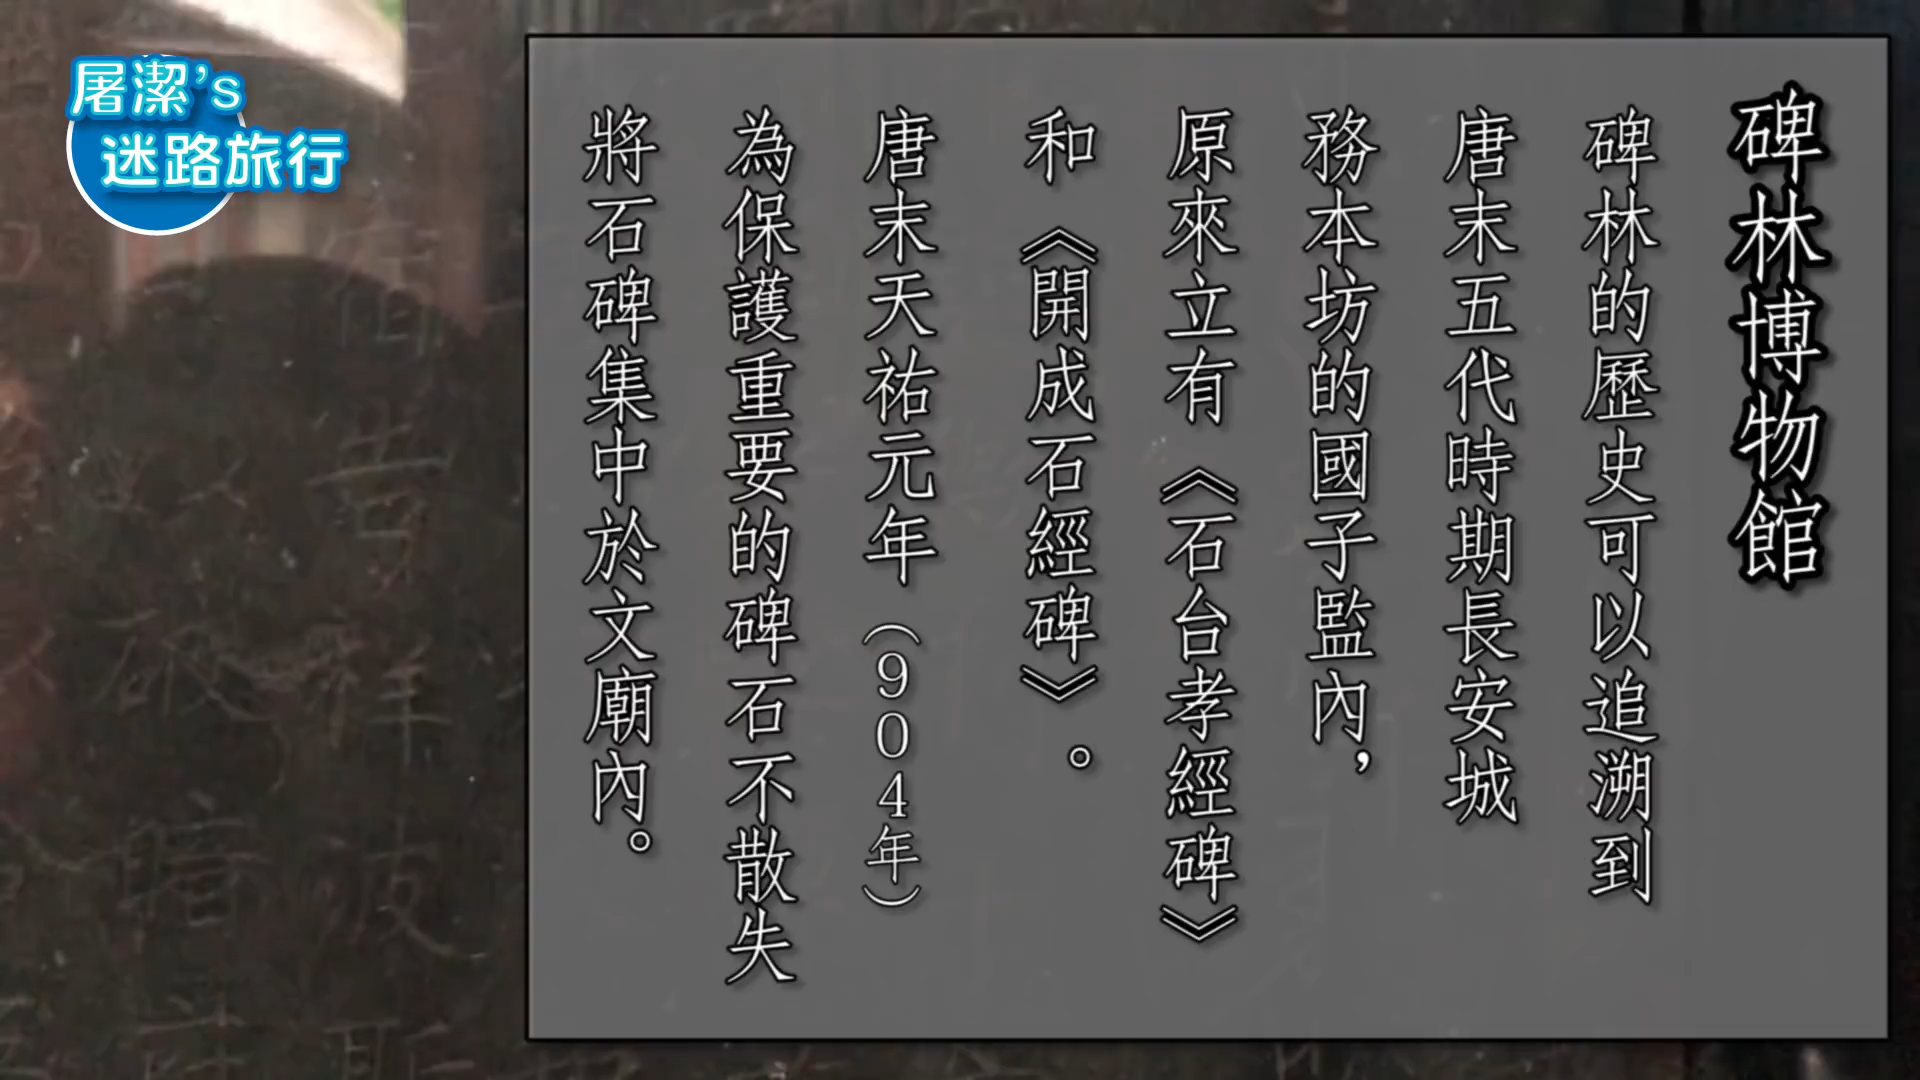 屠潔's
迷路旅行
碑林博物館
碑林的歷史可以追溯到
唐末五代時期長安城
務本坊的國子監內，
原來立有《石台孝經碑》
和《開成石經碑》。
唐末天祐元年（904年）
為保護重要的碑石不散失
將石碑集中於文廟內。